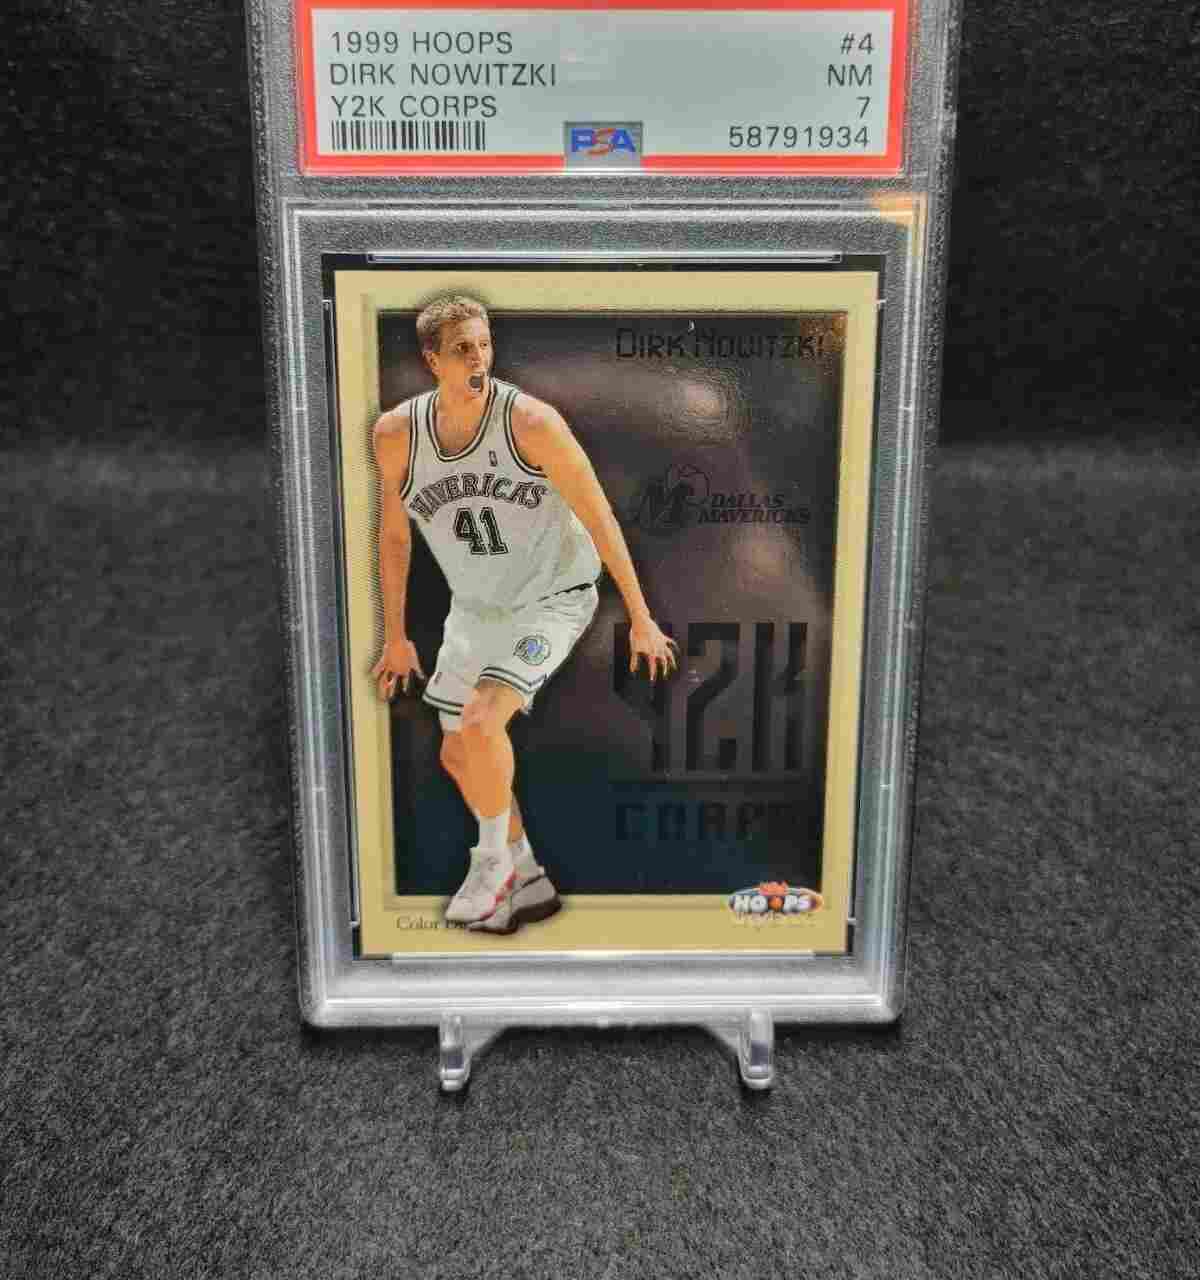 1999 HOOPS #4
DIRK NOWITZKI NM
Y2K CORPS 7
PSA 58791934
DIRK NOWITZKI
MAVERICKS
41
M DALLAS
MAVERICKS
Y2K
CORPS
HOOPS
Color